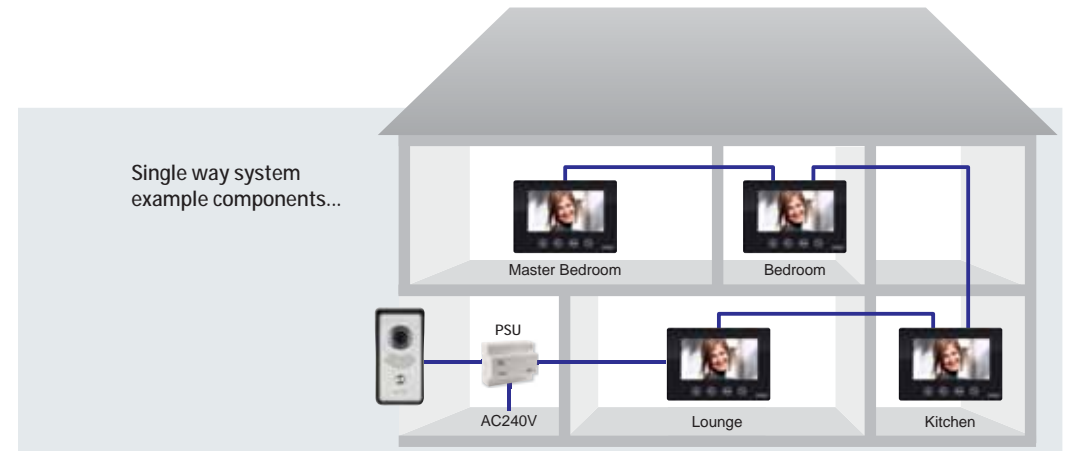 Single way system
example components...
Master Bedroom
Bedroom
PSU
AC240V
Lounge
Kitchen